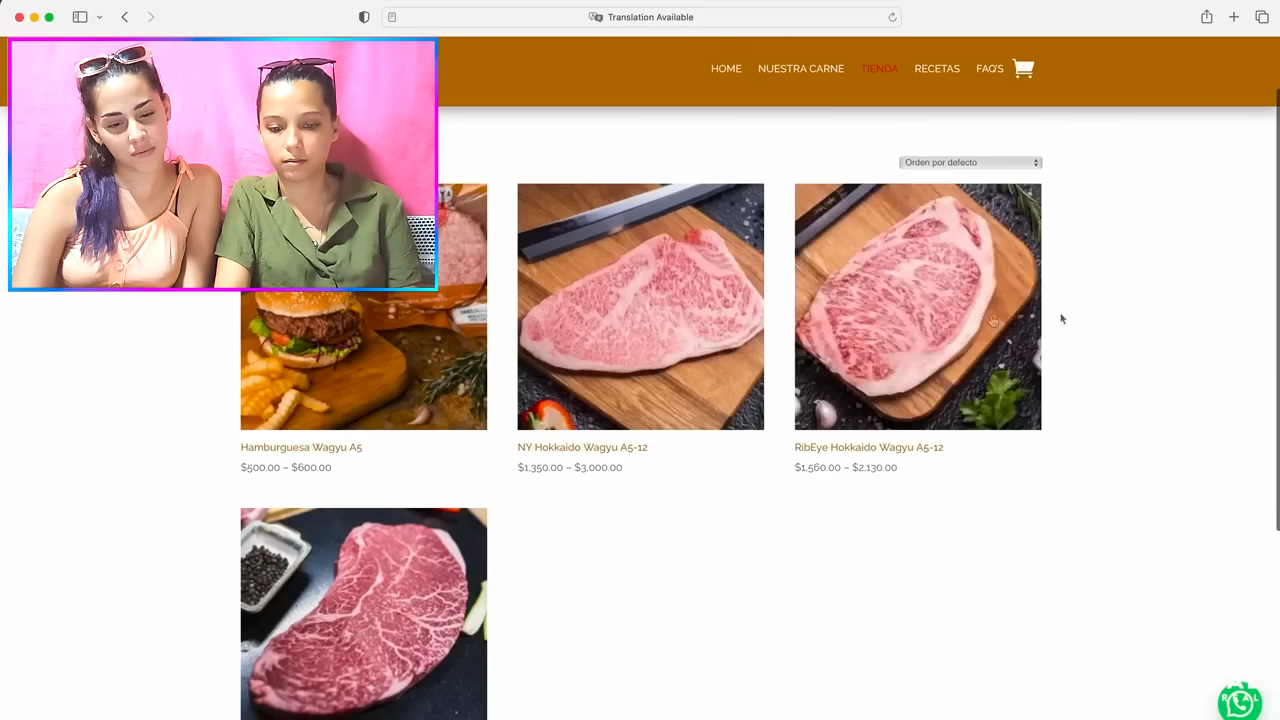 Translation Available
HOME NUESTRA CARNE TIENDA RECETAS FAQ'S
Orden por defecto
Hamburguesa Wagyu A5
$500.00 – $600.00
NY Hokkaido Wagyu A5-12
$1,350.00 – $3,000.00
RibEye Hokkaido Wagyu A5-12
$1,560.00 – $2,130.00